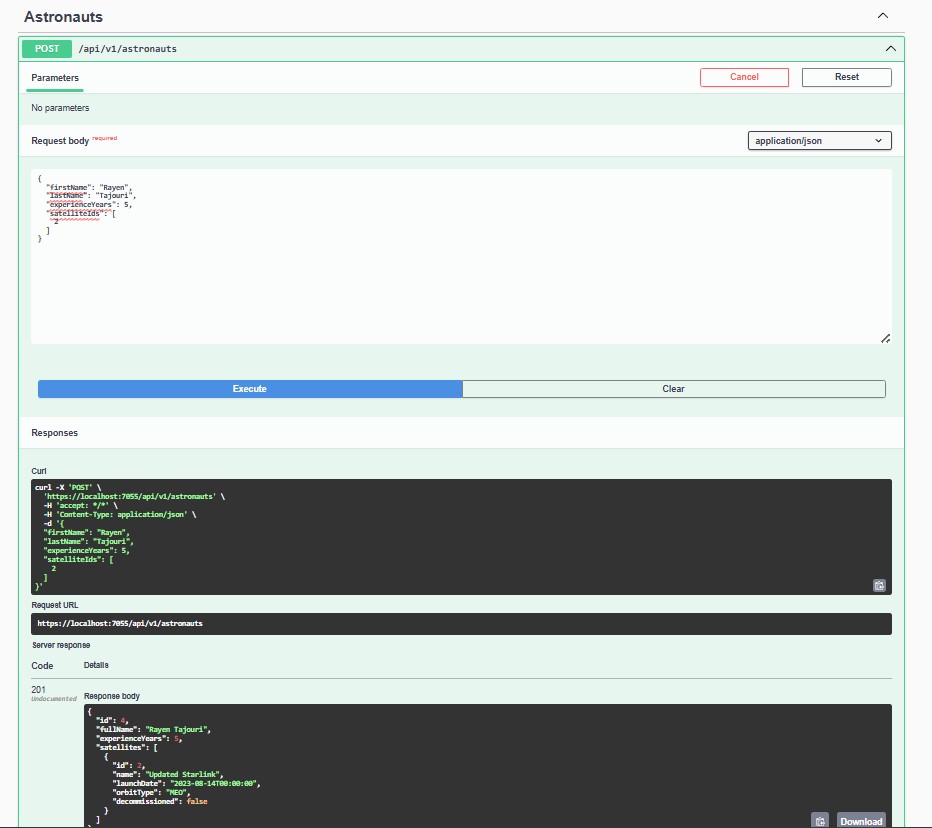 Astronauts
POST /api/v1/astronauts
Parameters Cancel Reset
No parameters
Request body required application/json
{
  "firstName": "Rayen",
  "lastName": "Tajouri",
  "experienceYears": 5,
  "satelliteIds": [
    2
  ]
}
Execute Clear
Responses
Curl
curl -X 'POST' \
  'https://localhost:7055/api/v1/astronauts' \
  -H 'accept: */*' \
  -H 'Content-Type: application/json' \
  -d '{
  "firstName": "Rayen",
  "lastName": "Tajouri",
  "experienceYears": 5,
  "satelliteIds": [
    2
  ]
}'
Request URL
https://localhost:7055/api/v1/astronauts
Server response
Code Details
201
Undocumented
Response body
{
  "id": 4,
  "fullName": "Rayen Tajouri",
  "experienceYears": 5,
  "satellites": [
    {
      "id": 2,
      "name": "Updated Starlink",
      "launchDate": "2023-08-14T00:00:00",
      "orbitType": "MEO",
      "decommissioned": false
    }
  ]
Download